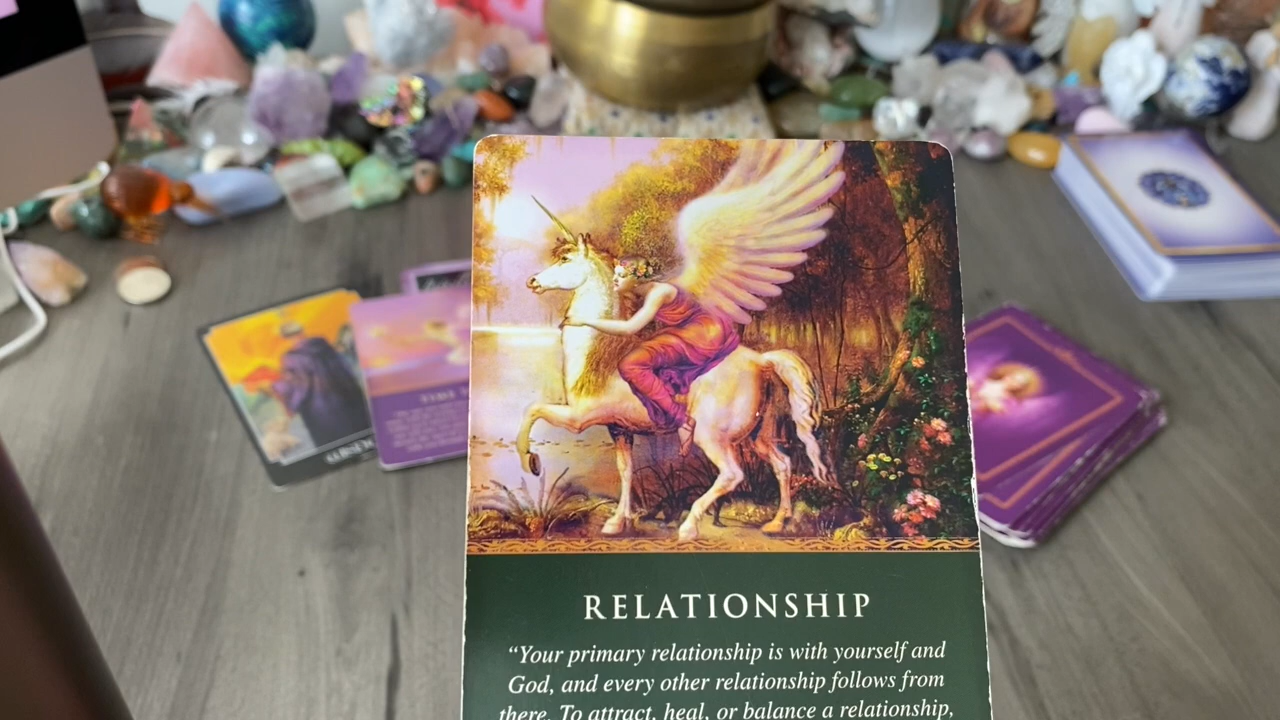 RELATIONSHIP
“Your primary relationship is with yourself and
God, and every other relationship follows from
there. To attract, heal, or balance a relationship,